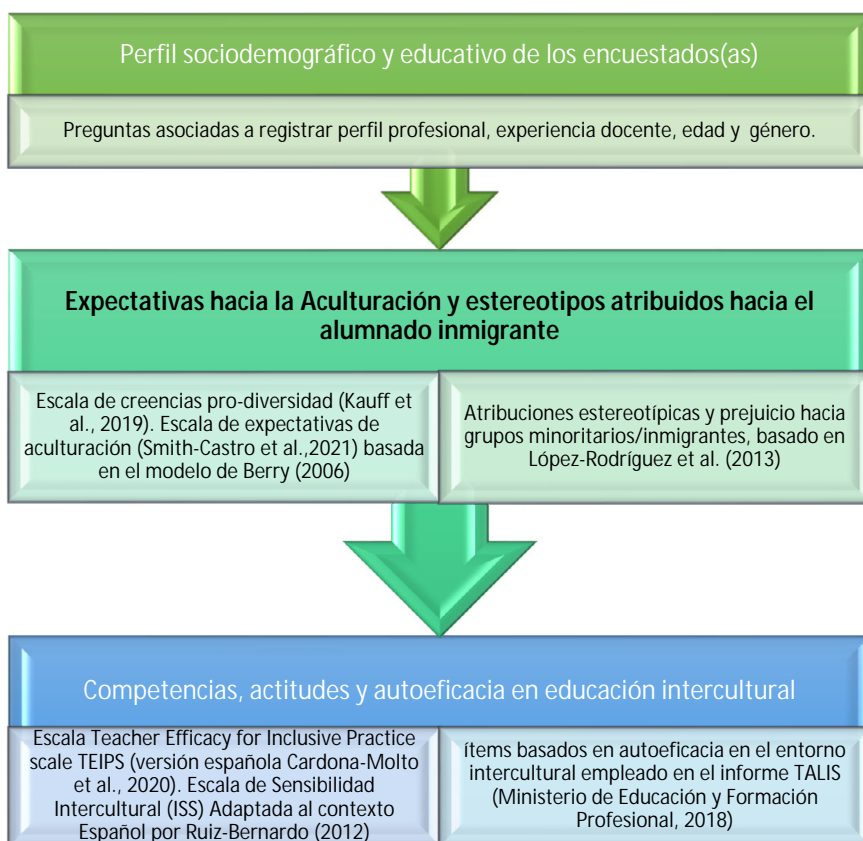 Perfil sociodemográfico y educativo de los encuestados(as)
Preguntas asociadas a registrar perfil profesional, experiencia docente, edad y género.
Expectativas hacia la Aculturación y estereotipos atribuidos hacia el
alumnado inmigrante
Escala de creencias pro-diversidad (Kauff et
al., 2019). Escala de expectativas de
aculturación (Smith-Castro et al.,2021) basada
en el modelo de Berry (2006)
Atribuciones estereotípicas y prejuicio hacia
grupos minoritarios/inmigrantes, basado en
López-Rodríguez et al. (2013)
Competencias, actitudes y autoeficacia en educación intercultural
Escala Teacher Efficacy for Inclusive Practice
scale TEIPS (versión española Cardona-Molto
et al., 2020). Escala de Sensibilidad
Intercultural (ISS) Adaptada al contexto
Español por Ruiz-Bernardo (2012)
ítems basados en autoeficacia en el entorno
intercultural empleado en el informe TALIS
(Ministerio de Educación y Formación
Profesional, 2018)